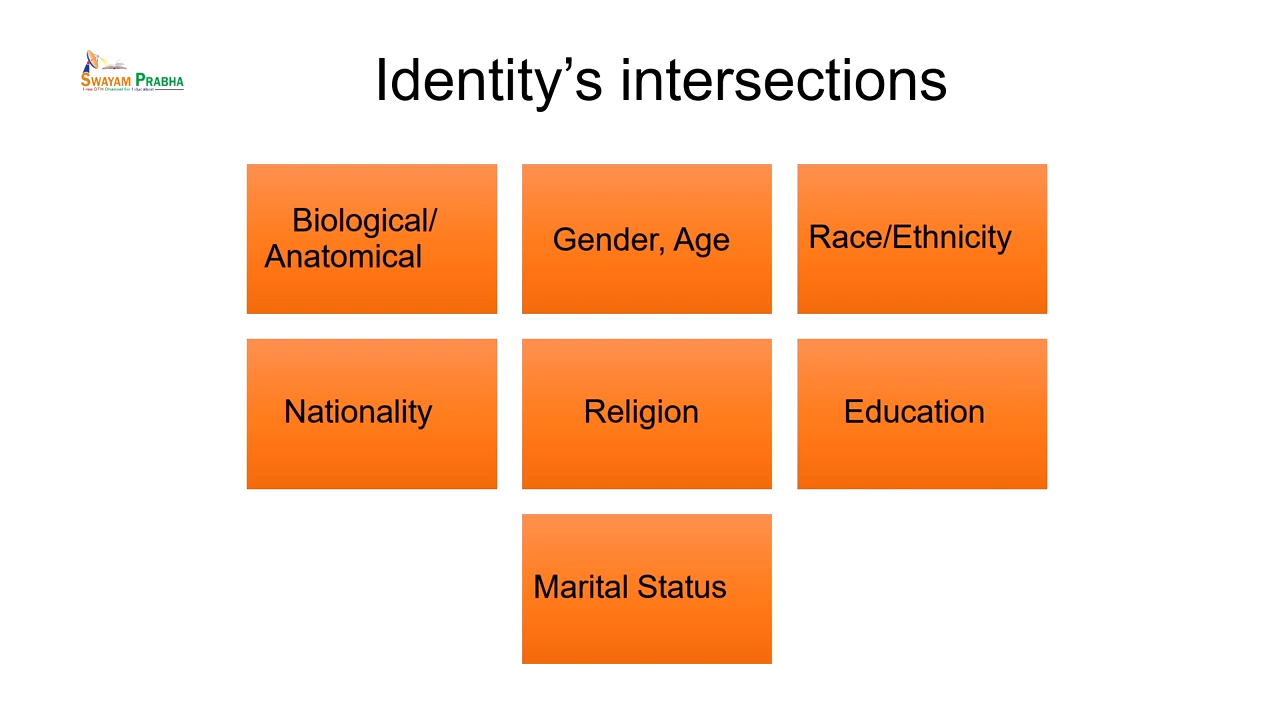 SWAYAM PRABHA
Identity’s intersections
Biological/
Anatomical
Gender, Age
Race/Ethnicity
Nationality
Religion
Education
Marital Status